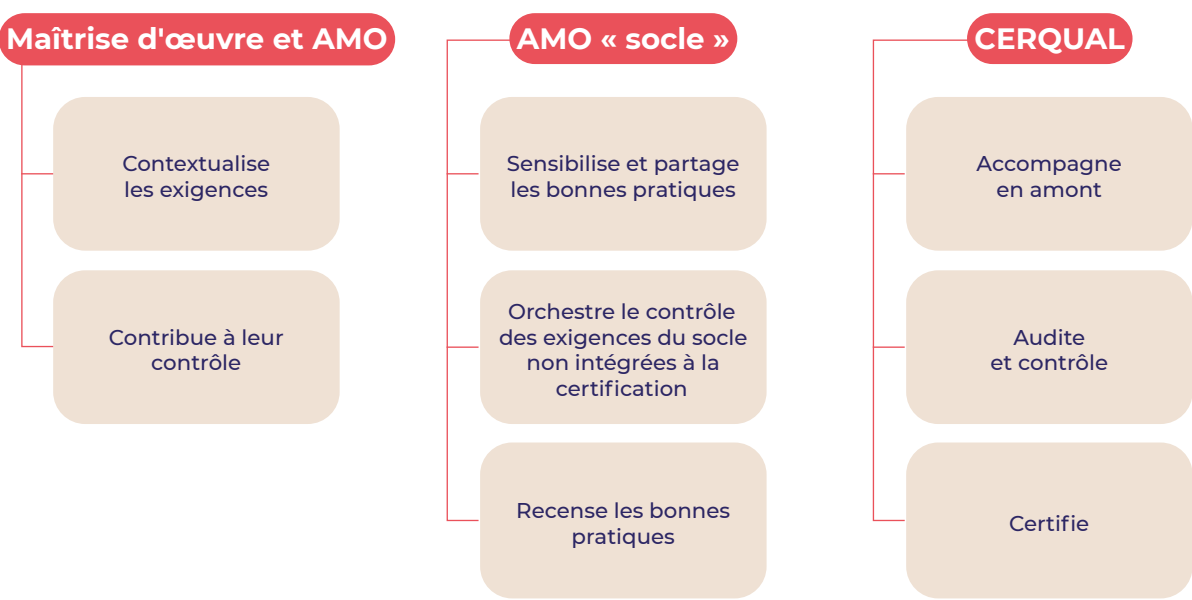 Maîtrise d'œuvre et AMO
Contextualise
les exigences
Contribue à leur
contrôle
AMO « socle »
Sensibilise et partage
les bonnes pratiques
Orchestre le contrôle
des exigences du socle
non intégrées à la
certification
Recense les bonnes
pratiques
CERQUAL
Accompagne
en amont
Audite
et contrôle
Certifie